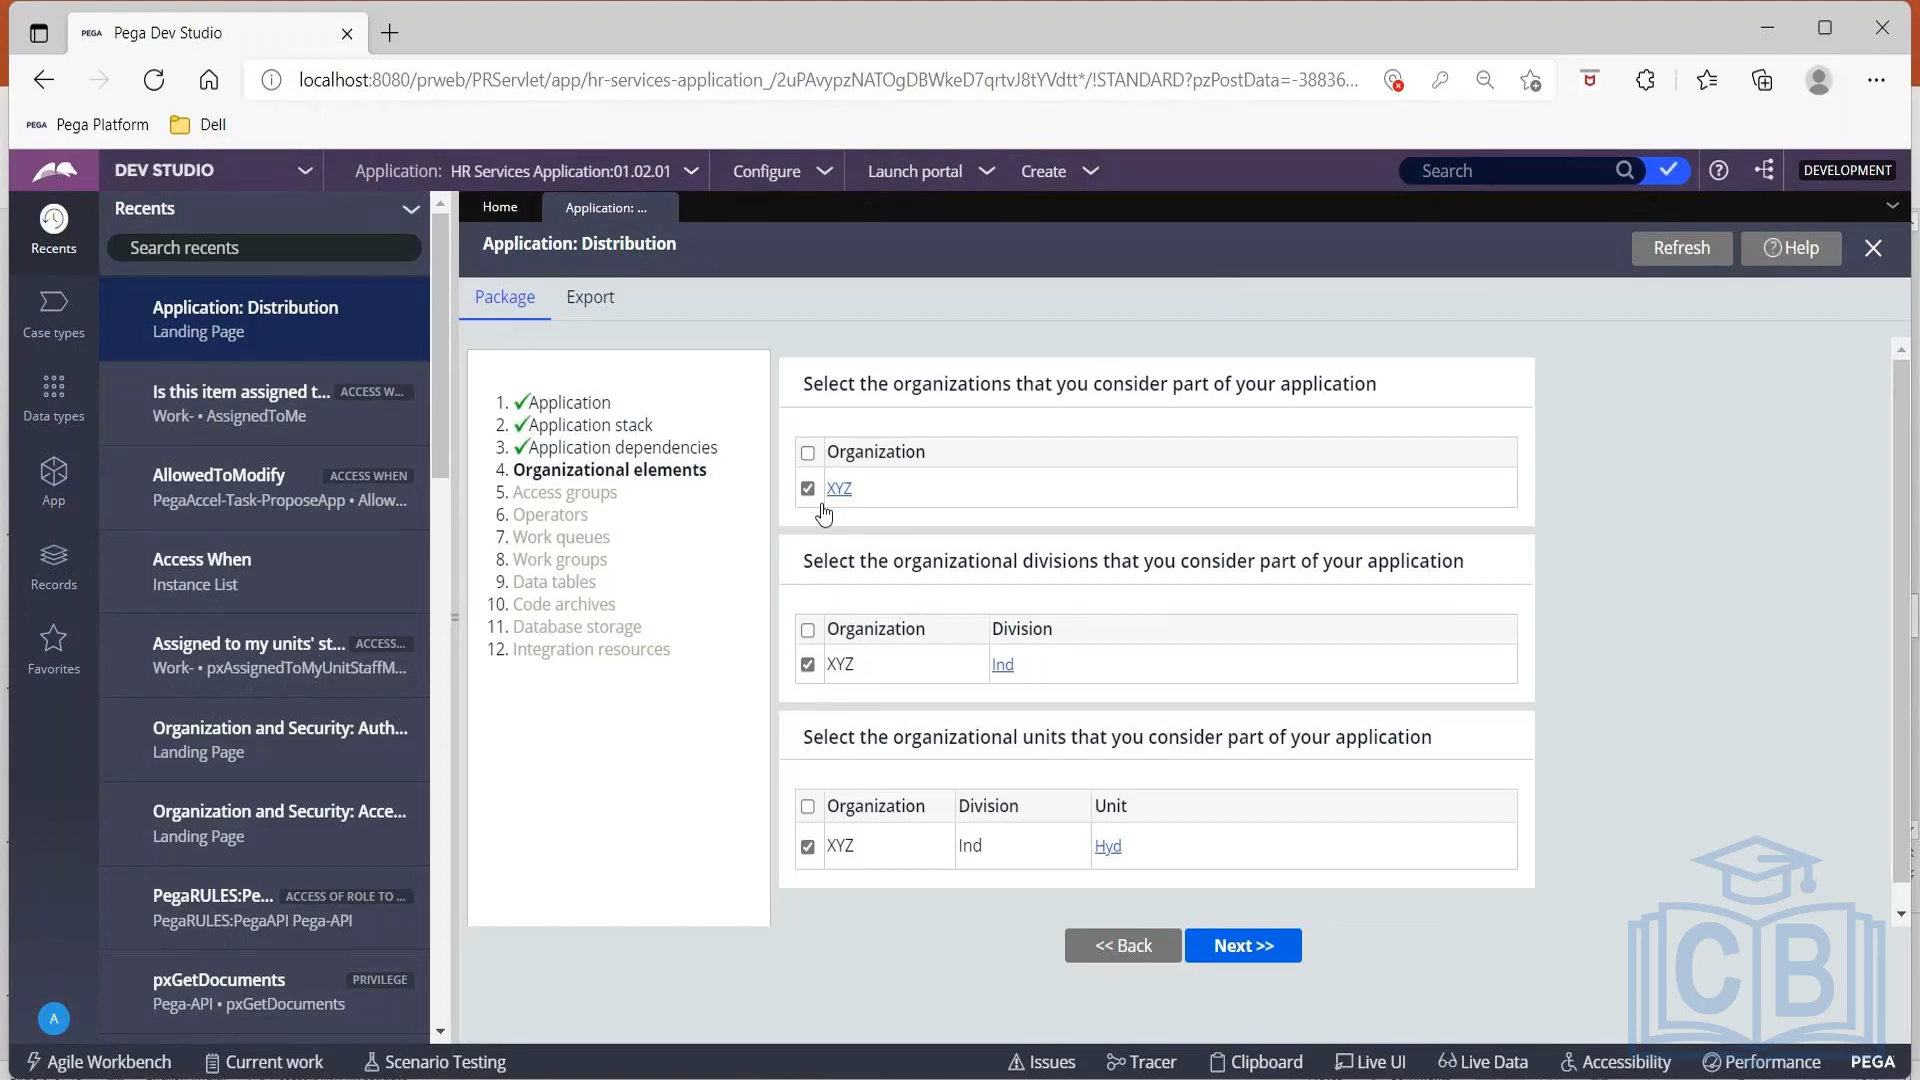 PEGA Pega Dev Studio
localhost:8080/prweb/PRServlet/app/hr-services-application_/2uPAvypzNATOgDBWkeD7qrtvJ8tYVdtt*/!STANDARD?pzPostData=-38836...
PEGA Pega Platform Dell
DEV STUDIO Application: HR Services Application:01.02.01 Configure Launch portal Create Search DEVELOPMENT
Recents
Case types
Data types
App
Records
Favorites
A
Recents
Search recents
Application: Distribution
Landing Page
Is this item assigned t... ACCESS W...
Work- • AssignedToMe
AllowedToModify ACCESS WHEN
PegaAccel-Task-ProposeApp • Allow...
Access When
Instance List
Assigned to my units' st... ACCESS...
Work- • pxAssignedToMyUnitStaffM...
Organization and Security: Auth...
Landing Page
Organization and Security: Acce...
Landing Page
PegaRULES:Pe... ACCESS OF ROLE TO ...
PegaRULES:PegaAPI Pega-API
pxGetDocuments PRIVILEGE
Pega-API • pxGetDocuments
Home Application: ...
Application: Distribution
Refresh Help
Package Export
1. Application
2. Application stack
3. Application dependencies
4. Organizational elements
5. Access groups
6. Operators
7. Work queues
8. Work groups
9. Data tables
10. Code archives
11. Database storage
12. Integration resources
Select the organizations that you consider part of your application
Organization
XYZ
Select the organizational divisions that you consider part of your application
Organization Division
XYZ Ind
Select the organizational units that you consider part of your application
Organization Division Unit
XYZ Ind Hyd
<< Back Next >>
CB
Agile Workbench Current work Scenario Testing Issues Tracer Clipboard Live UI Live Data Accessibility Performance PEGA